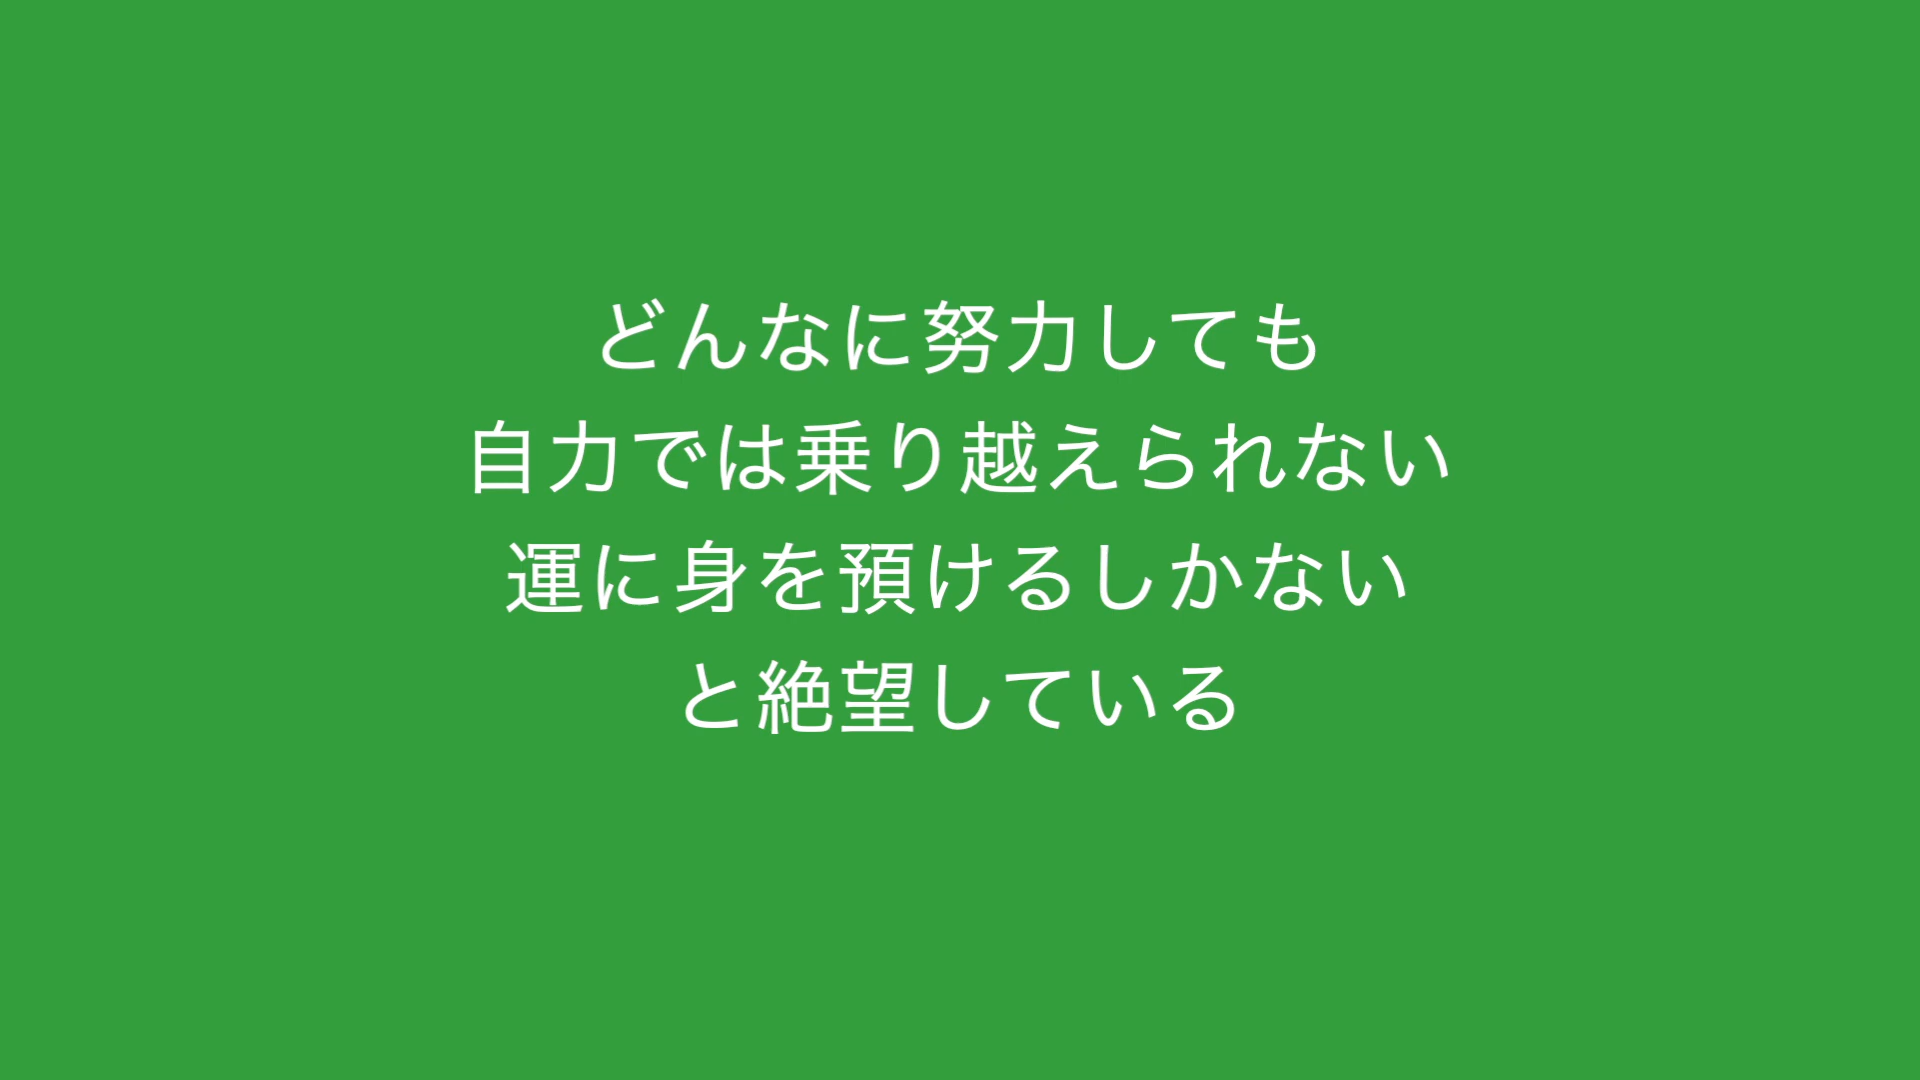 どんなに努力しても
自力では乗り越えられない
運に身を預けるしかない
と絶望している